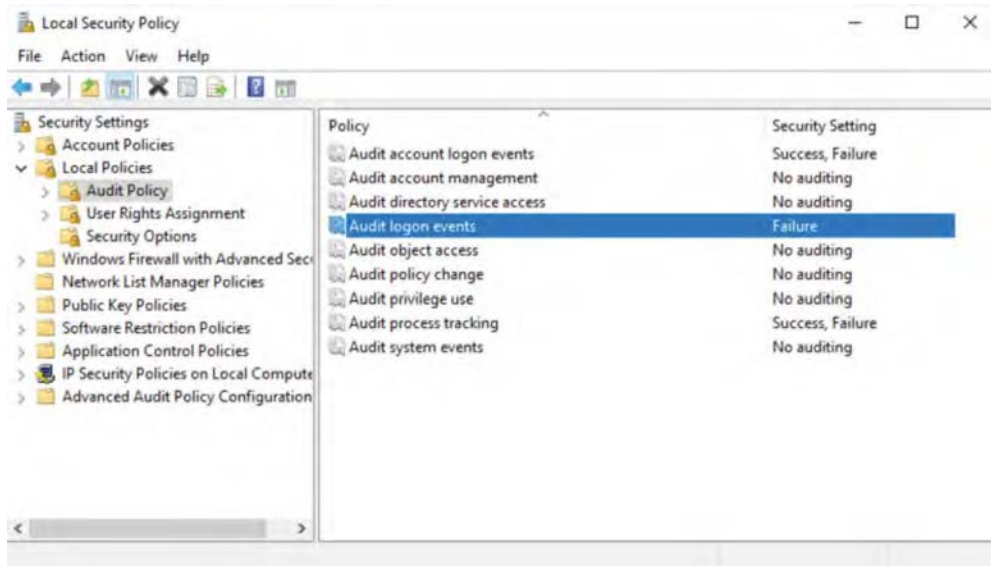 Local Security Policy
File Action View Help
Security Settings
Account Policies
Local Policies
Audit Policy
User Rights Assignment
Security Options
Windows Firewall with Advanced Sec
Network List Manager Policies
Public Key Policies
Software Restriction Policies
Application Control Policies
IP Security Policies on Local Compute
Advanced Audit Policy Configuration
Policy Security Setting
Audit account logon events Success, Failure
Audit account management No auditing
Audit directory service access No auditing
Audit logon events Failure
Audit object access No auditing
Audit policy change No auditing
Audit privilege use No auditing
Audit process tracking Success, Failure
Audit system events No auditing